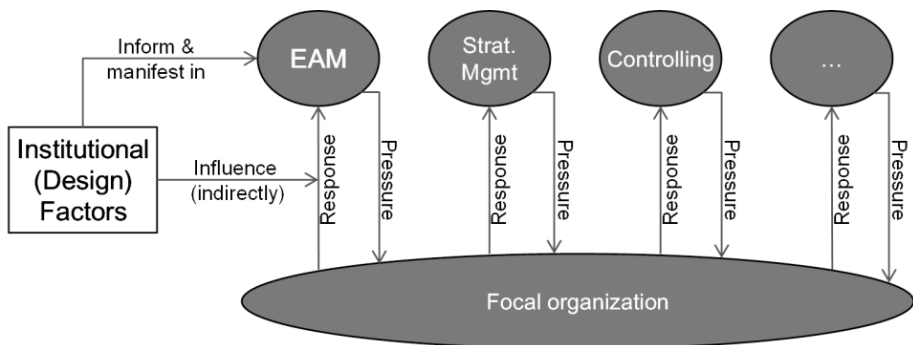 Inform &
manifest in
EAM
Strat.
Mgmt
Controlling
...
Institutional
(Design)
Factors
Influence
(indirectly)
Response
Pressure
Response
Pressure
Response
Pressure
Response
Pressure
Focal organization